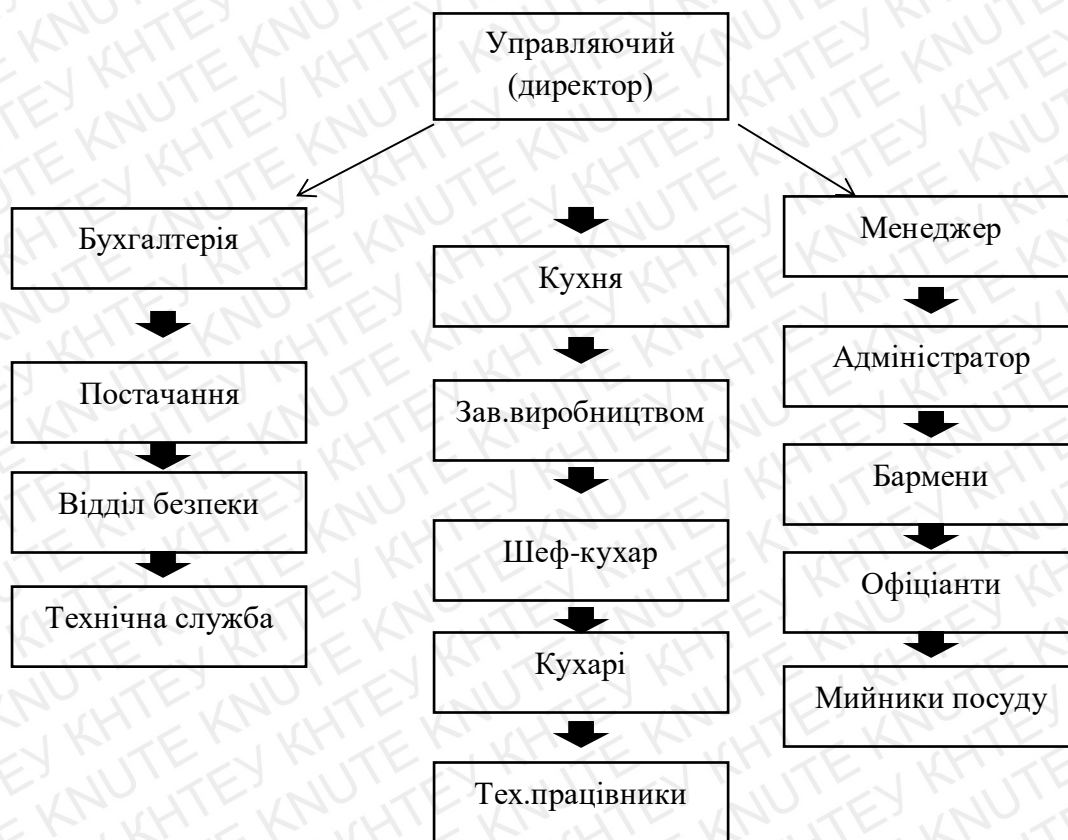 Управляючий
(директор)
Бухгалтерія
Постачання
Відділ безпеки
Технічна служба
Кухня
Зав.виробництвом
Шеф-кухар
Кухарі
Тех.працівники
Менеджер
Адміністратор
Бармени
Офіціанти
Мийники посуду